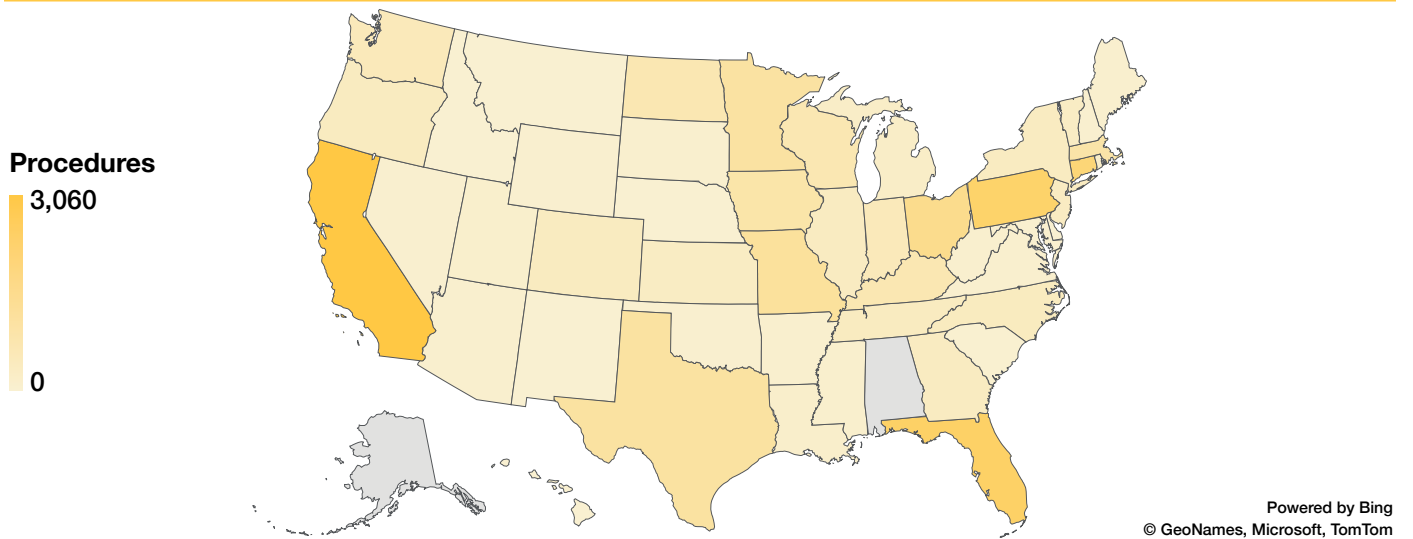 Procedures
3,060
0
Powered by Bing
© GeoNames, Microsoft, TomTom